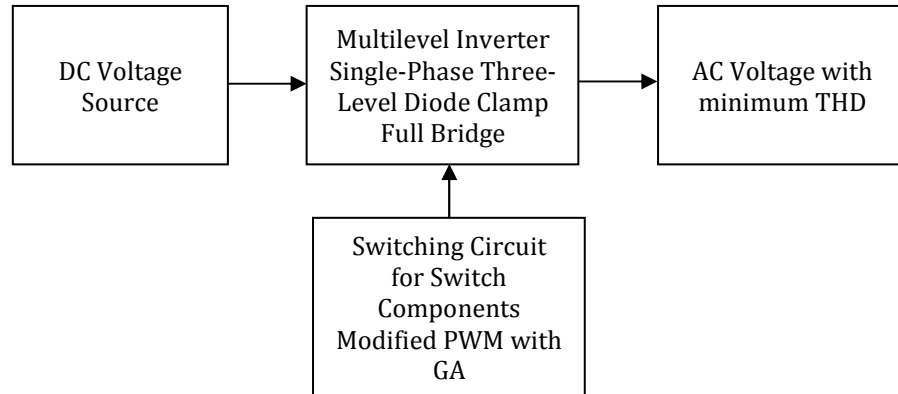 DC Voltage
Source
Multilevel Inverter
Single-Phase Three-
Level Diode Clamp
Full Bridge
AC Voltage with
minimum THD
Switching Circuit
for Switch
Components
Modified PWM with
GA